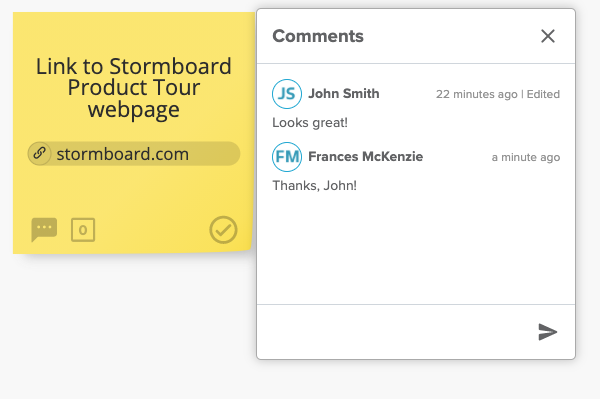 Link to Stormboard
Product Tour
webpage
stormboard.com
0
Comments
JS John Smith 22 minutes ago | Edited
Looks great!
FM Frances McKenzie a minute ago
Thanks, John!